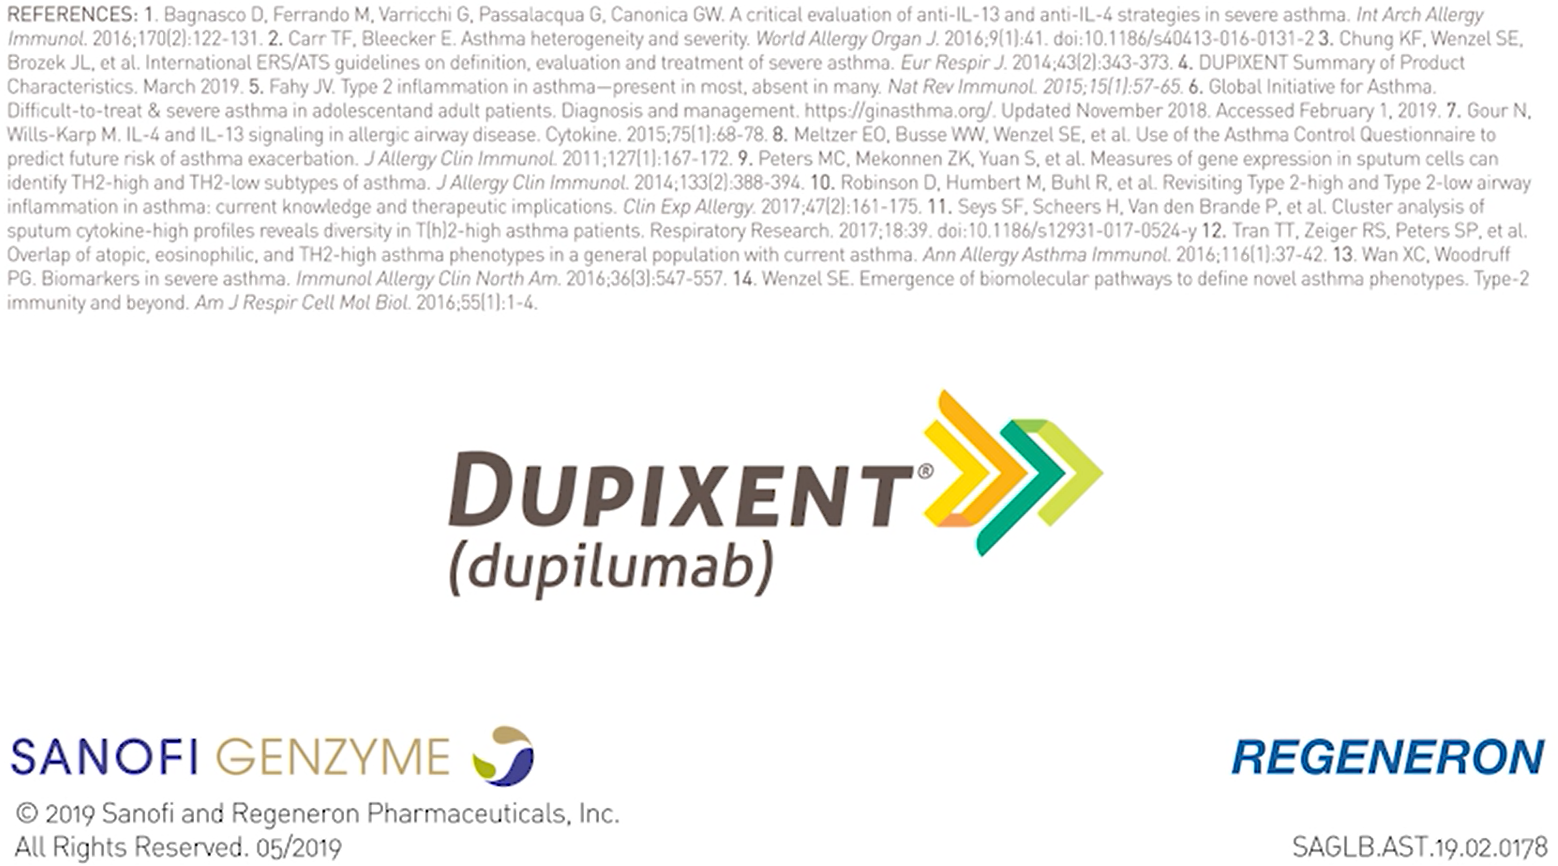 REFERENCES: 1. Bagnasco D, Ferrando M, Varricchi G, Passalacqua G, Canonica GW. A critical evaluation of anti-IL-13 and anti-IL-4 strategies in severe asthma. Int Arch Allergy
Immunol. 2016;170(2):122-131. 2. Carr TF, Bleecker E. Asthma heterogeneity and severity. World Allergy Organ J. 2016;9(1):41. doi:10.1186/s40413-016-0131-2 3. Chung KF, Wenzel SE,
Brozek JL, et al. International ERS/ATS guidelines on definition, evaluation and treatment of severe asthma. Eur Respir J. 2014;43(2):343-373. 4. DUPIXENT Summary of Product
Characteristics. March 2019. 5. Fahy JV. Type 2 inflammation in asthma—present in most, absent in many. Nat Rev Immunol. 2015;15(1):57-65. 6. Global Initiative for Asthma.
Difficult-to-treat & severe asthma in adolescentand adult patients. Diagnosis and management. https://ginasthma.org/. Updated November 2018. Accessed February 1, 2019. 7. Gour N,
Wills-Karp M. IL-4 and IL-13 signaling in allergic airway disease. Cytokine. 2015;75(1):68-78. 8. Meltzer EO, Busse WW, Wenzel SE, et al. Use of the Asthma Control Questionnaire to
predict future risk of asthma exacerbation. J Allergy Clin Immunol. 2011;127(1):167-172. 9. Peters MC, Mekonnen ZK, Yuan S, et al. Measures of gene expression in sputum cells can
identify TH2-high and TH2-low subtypes of asthma. J Allergy Clin Immunol. 2014;133(2):388-394. 10. Robinson D, Humbert M, Buhl R, et al. Revisiting Type 2-high and Type 2-low airway
inflammation in asthma: current knowledge and therapeutic implications. Clin Exp Allergy. 2017;47(2):161-175. 11. Seys SF, Scheers H, Van den Brande P, et al. Cluster analysis of
sputum cytokine-high profiles reveals diversity in T(h)2-high asthma patients. Respiratory Research. 2017;18:39. doi:10.1186/s12931-017-0524-y 12. Tran TT, Zeiger RS, Peters SP, et al.
Overlap of atopic, eosinophilic, and TH2-high asthma phenotypes in a general population with current asthma. Ann Allergy Asthma Immunol. 2016;116(1):37-42. 13. Wan XC, Woodruff
PG. Biomarkers in severe asthma. Immunol Allergy Clin North Am. 2016;36(3):547-557. 14. Wenzel SE. Emergence of biomolecular pathways to define novel asthma phenotypes. Type-2
immunity and beyond. Am J Respir Cell Mol Biol. 2016;55(1):1-4.
DUPIXENT®
(dupilumab)
SANOFI GENZYME
REGENERON
© 2019 Sanofi and Regeneron Pharmaceuticals, Inc.
All Rights Reserved. 05/2019
SAGLB.AST.19.02.0178